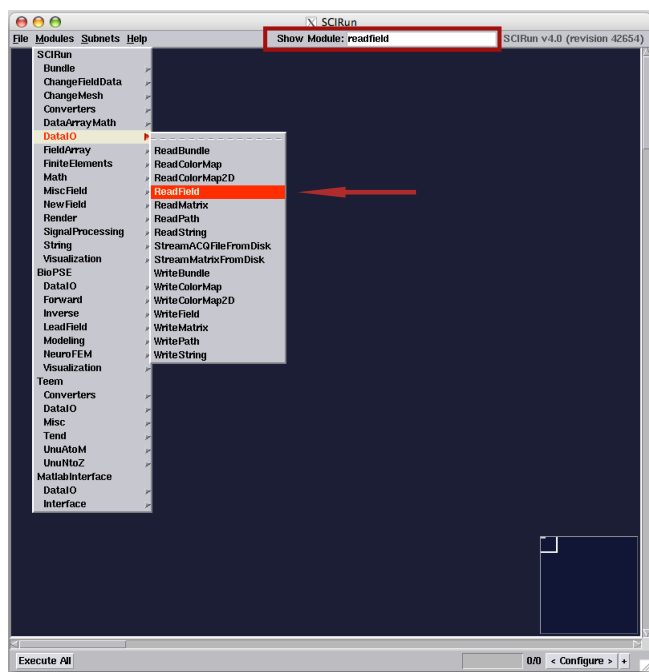 SCIRun
File Modules Subnets Help
Show Module: readfield
SCIRun v4.0 (revision 42654)
SCIRun
Bundle
ChangeFieldData
ChangeMesh
Converters
DataArrayMath
DataIO
FieldArray
FiniteElements
Math
MiscField
NewField
Render
SignalProcessing
String
Visualization
BioPSE
DataIO
Forward
Inverse
LeadField
Modeling
NeuroFEM
Visualization
Teem
Converters
DataIO
Misc
Tend
UnuAtoM
UnuNtoZ
MatlabInterface
DataIO
Interface
ReadBundle
ReadColorMap
ReadColorMap2D
ReadField
ReadMatrix
ReadPath
ReadString
StreamACQFileFromDisk
StreamMatrixFromDisk
WriteBundle
WriteColorMap
WriteColorMap2D
WriteField
WriteMatrix
WritePath
WriteString
Execute All
0/0 < Configure > +